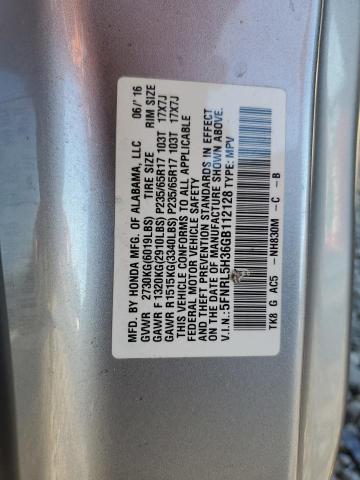 MFD. BY HONDA MFG. OF ALABAMA, LLC 06/'16
GVWR 2730KG(6019LBS) TIRE SIZE RIM SIZE
GAWR F 1320KG(2910LBS) P235/65R17 103T 17X7J
GAWR R1515KG(3340LBS) P235/65R17 103T 17X7J
THIS VEHICLE CONFORMS TO ALL APPLICABLE
FEDERAL MOTOR VEHICLE SAFETY
AND THEFT PREVENTION STANDARDS IN EFFECT
ON THE DATE OF MANUFACTURE SHOWN ABOVE.
V.I.N.:5FNRL5H36GB112128 TYPE: MPV
TK8 G AC5 -NH830M -C -B